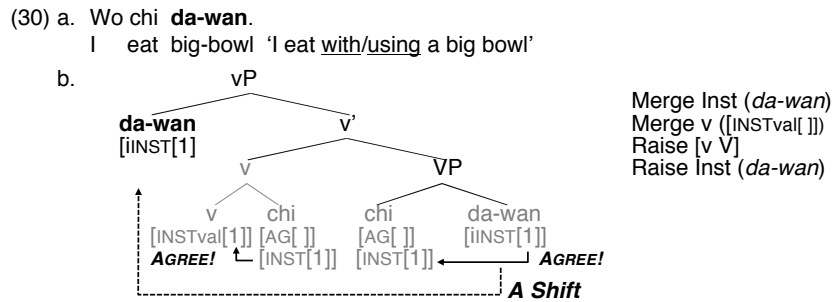 (30) a. Wo chi da-wan.
I eat big-bowl 'I eat with/using a big bowl'
b. vP
da-wan v'
[iINST[1]
v VP
v chi chi da-wan
[INSTval[1]] [AG[ ]] [AG[ ]] [iINST[1]]
AGREE! [INST[1]] [INST[1]] AGREE!
A Shift
Merge Inst (da-wan)
Merge v ([INSTval[ ]])
Raise [v V]
Raise Inst (da-wan)